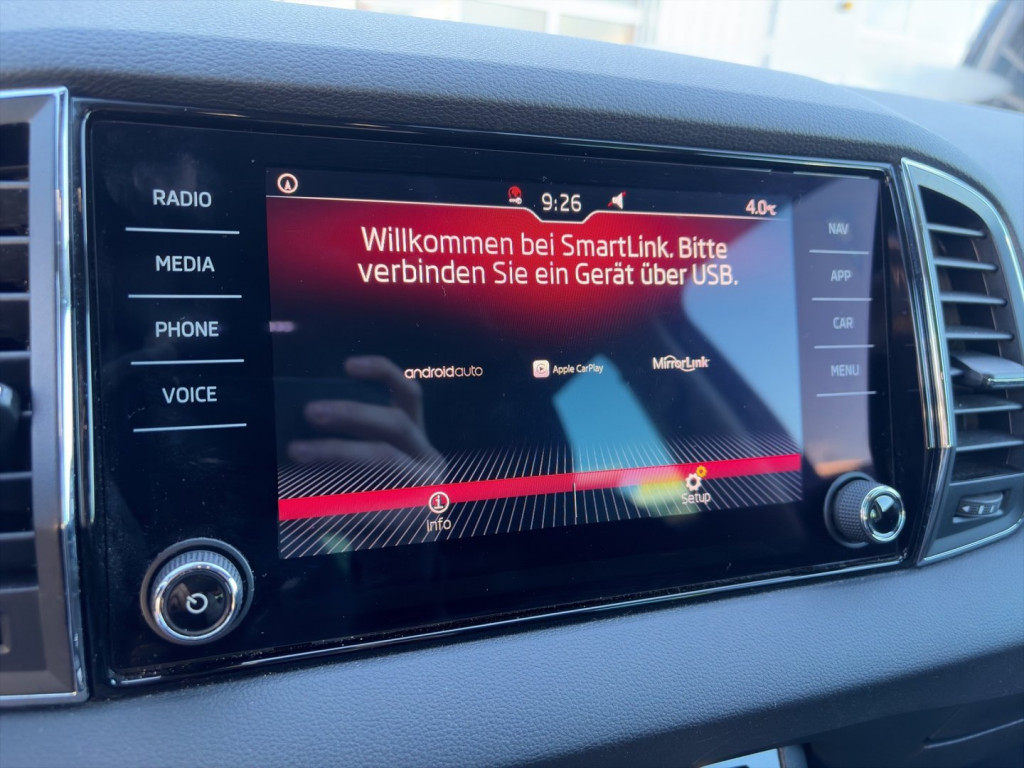 RADIO
MEDIA
PHONE
VOICE
9:26
4.0°C
Willkommen bei SmartLink. Bitte
verbinden Sie ein Gerät über USB.
androidauto
Apple CarPlay
MirrorLink
Info
Setup
NAV
APP
CAR
MENU